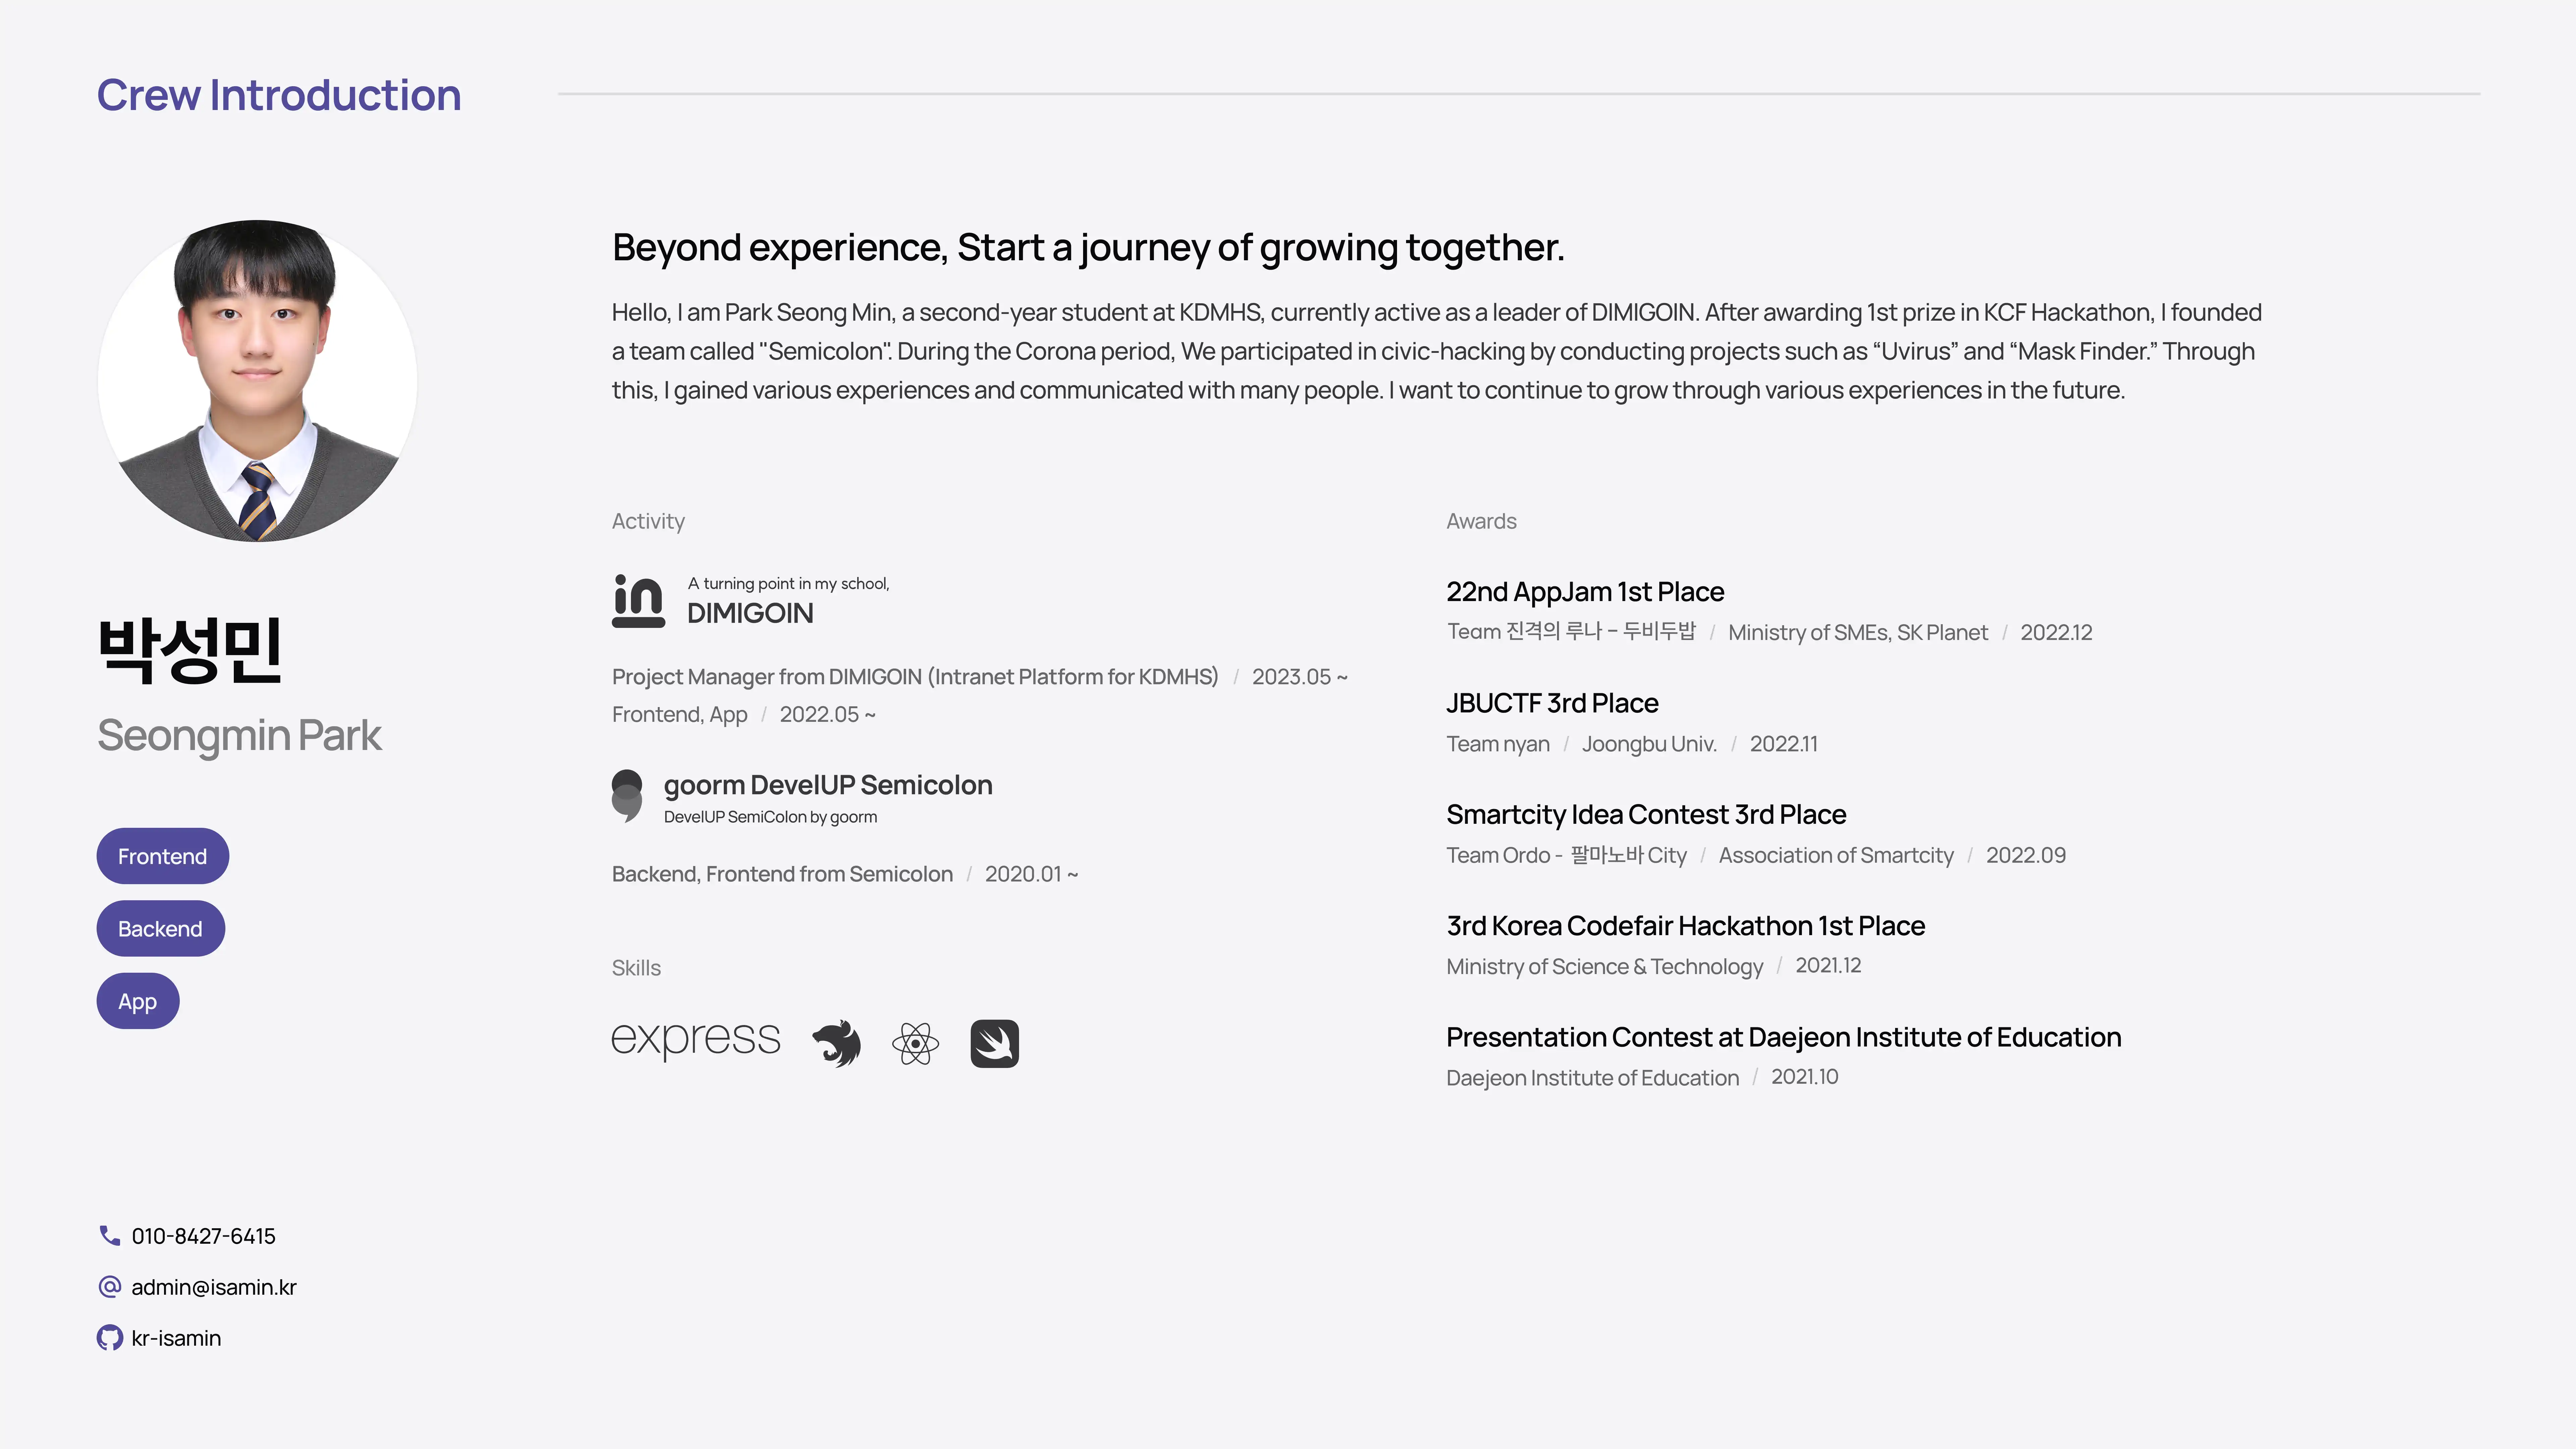 Crew Introduction
박성민
Seongmin Park
Frontend
Backend
App
010-8427-6415
admin@isamin.kr
kr-isamin
Beyond experience, Start a journey of growing together.
Hello, I am Park Seong Min, a second-year student at KDMHS, currently active as a leader of DIMIGOIN. After awarding 1st prize in KCF Hackathon, I founded
a team called "Semicolon". During the Corona period, We participated in civic-hacking by conducting projects such as “Uvirus” and “Mask Finder.” Through
this, I gained various experiences and communicated with many people. I want to continue to grow through various experiences in the future.
Activity
in
A turning point in my school,
DIMIGOIN
Project Manager from DIMIGOIN (Intranet Platform for KDMHS) / 2023.05 ~
Frontend, App / 2022.05 ~
goorm DevelUP Semicolon
DevelUP SemiColon by goorm
Backend, Frontend from Semicolon / 2020.01 ~
Skills
express
Awards
22nd AppJam 1st Place
Team 진격의 루나 - 두비두밥 / Ministry of SMEs, SK Planet / 2022.12
JBUCTF 3rd Place
Team nyan / Joongbu Univ. / 2022.11
Smartcity Idea Contest 3rd Place
Team Ordo - 팔마노바 City / Association of Smartcity / 2022.09
3rd Korea Codefair Hackathon 1st Place
Ministry of Science & Technology / 2021.12
Presentation Contest at Daejeon Institute of Education
Daejeon Institute of Education / 2021.10